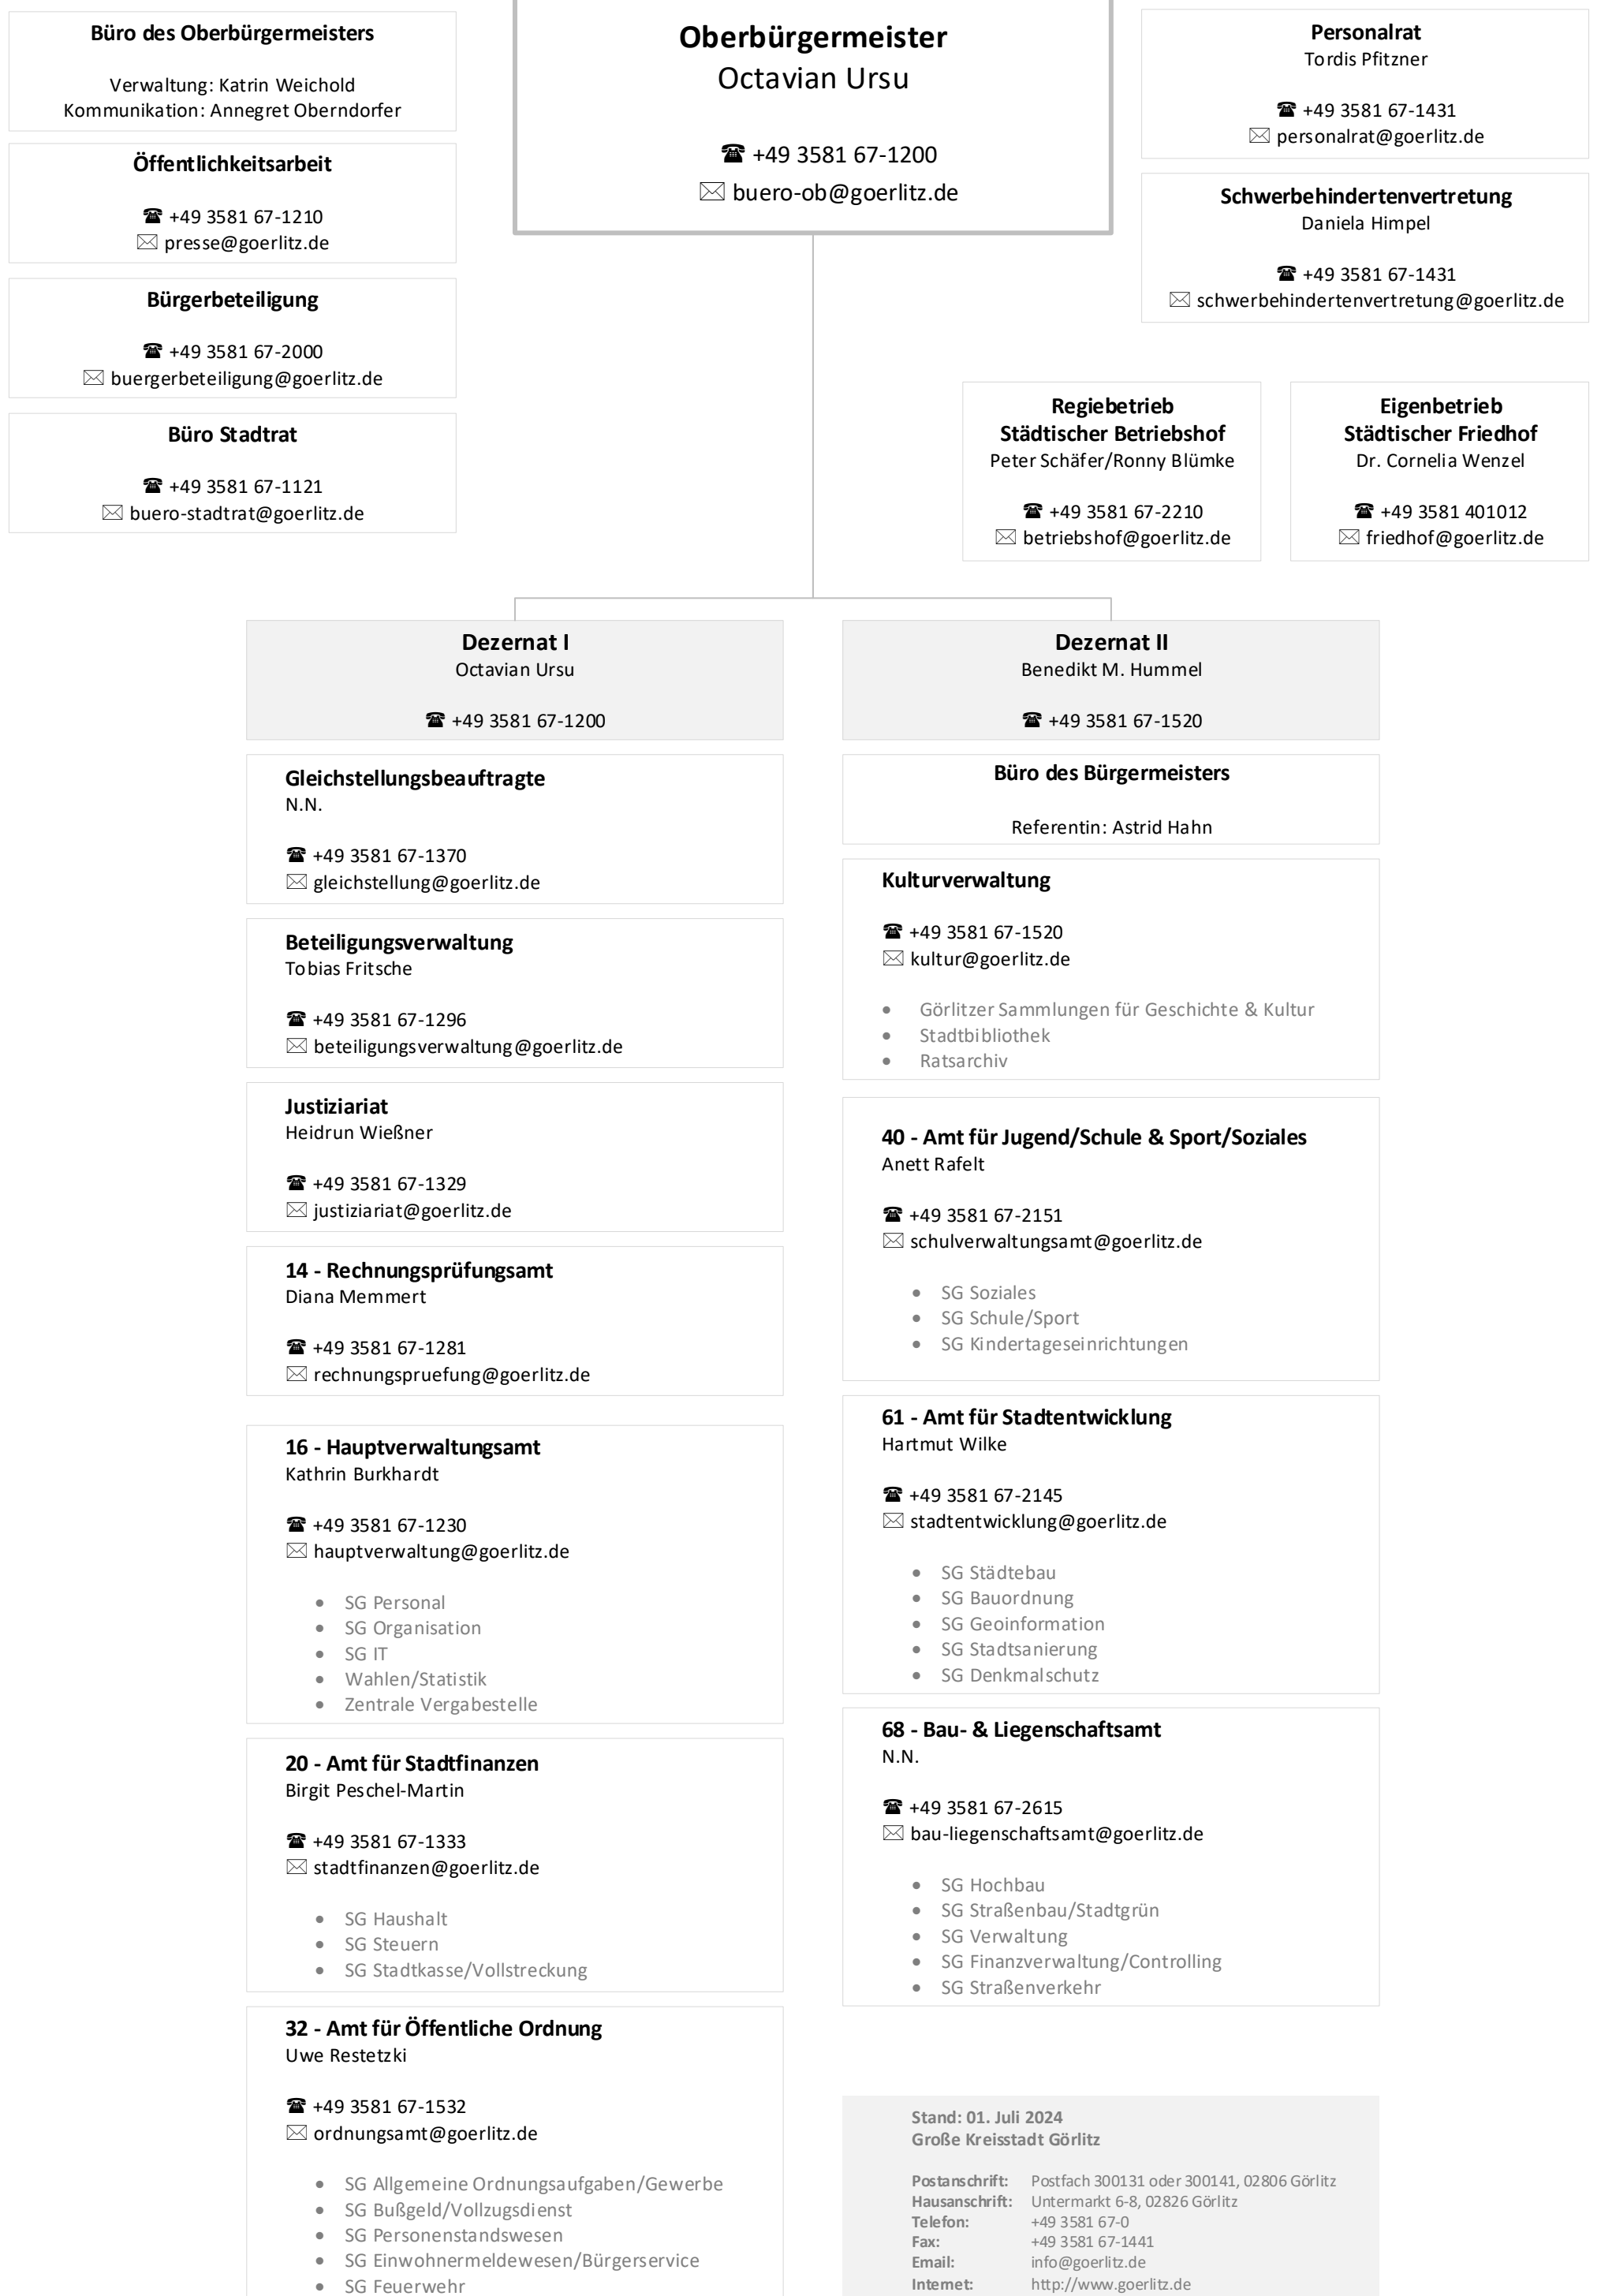 Büro des Oberbürgermeisters
Verwaltung: Katrin Weichold
Kommunikation: Annegret Oberndorfer
Öffentlichkeitsarbeit
☎ +49 3581 67-1210
✉ presse@goerlitz.de
Bürgerbeteiligung
☎ +49 3581 67-2000
✉ buergerbeteiligung@goerlitz.de
Büro Stadtrat
☎ +49 3581 67-1121
✉ buero-stadtrat@goerlitz.de
Oberbürgermeister
Octavian Ursu
☎ +49 3581 67-1200
✉ buero-ob@goerlitz.de
Personalrat
Tordis Pfitzner
☎ +49 3581 67-1431
✉ personalrat@goerlitz.de
Schwerbehindertenvertretung
Daniela Himpel
☎ +49 3581 67-1431
✉ schwerbehindertenvertretung@goerlitz.de
Regiebetrieb
Städtischer Betriebshof
Peter Schäfer/Ronny Blümke
☎ +49 3581 67-2210
✉ betriebshof@goerlitz.de
Eigenbetrieb
Städtischer Friedhof
Dr. Cornelia Wenzel
☎ +49 3581 401012
✉ friedhof@goerlitz.de
Dezernat I
Octavian Ursu
☎ +49 3581 67-1200
Gleichstellungsbeauftragte
N.N.
☎ +49 3581 67-1370
✉ gleichstellung@goerlitz.de
Beteiligungsverwaltung
Tobias Fritsche
☎ +49 3581 67-1296
✉ beteiligungsverwaltung@goerlitz.de
Justiziariat
Heidrun Wießner
☎ +49 3581 67-1329
✉ justiziariat@goerlitz.de
14 - Rechnungsprüfungsamt
Diana Memmert
☎ +49 3581 67-1281
✉ rechnungspruefung@goerlitz.de
16 - Hauptverwaltungsamt
Kathrin Burkhardt
☎ +49 3581 67-1230
✉ hauptverwaltung@goerlitz.de
• SG Personal
• SG Organisation
• SG IT
• Wahlen/Statistik
• Zentrale Vergabestelle
20 - Amt für Stadtfinanzen
Birgit Peschel-Martin
☎ +49 3581 67-1333
✉ stadtfinanzen@goerlitz.de
• SG Haushalt
• SG Steuern
• SG Stadtkasse/Vollstreckung
32 - Amt für Öffentliche Ordnung
Uwe Restetzki
☎ +49 3581 67-1532
✉ ordnungsamt@goerlitz.de
• SG Allgemeine Ordnungsaufgaben/Gewerbe
• SG Bußgeld/Vollzugsdienst
• SG Personenstandswesen
• SG Einwohnermeldewesen/Bürgerservice
• SG Feuerwehr
Dezernat II
Benedikt M. Hummel
☎ +49 3581 67-1520
Büro des Bürgermeisters
Referentin: Astrid Hahn
Kulturverwaltung
☎ +49 3581 67-1520
✉ kultur@goerlitz.de
• Görlitzer Sammlungen für Geschichte & Kultur
• Stadtbibliothek
• Ratsarchiv
40 - Amt für Jugend/Schule & Sport/Soziales
Anett Rafelt
☎ +49 3581 67-2151
✉ schulverwaltungsamt@goerlitz.de
• SG Soziales
• SG Schule/Sport
• SG Kindertageseinrichtungen
61 - Amt für Stadtentwicklung
Hartmut Wilke
☎ +49 3581 67-2145
✉ stadtentwicklung@goerlitz.de
• SG Städtebau
• SG Bauordnung
• SG Geoinformation
• SG Stadtsanierung
• SG Denkmalschutz
68 - Bau- & Liegenschaftsamt
N.N.
☎ +49 3581 67-2615
✉ bau-liegenschaftsamt@goerlitz.de
• SG Hochbau
• SG Straßenbau/Stadtgrün
• SG Verwaltung
• SG Finanzverwaltung/Controlling
• SG Straßenverkehr
Stand: 01. Juli 2024
Große Kreisstadt Görlitz
Postanschrift: Postfach 300131 oder 300141, 02806 Görlitz
Hausanschrift: Untermarkt 6-8, 02826 Görlitz
Telefon: +49 3581 67-0
Fax: +49 3581 67-1441
Email: info@goerlitz.de
Internet: http://www.goerlitz.de